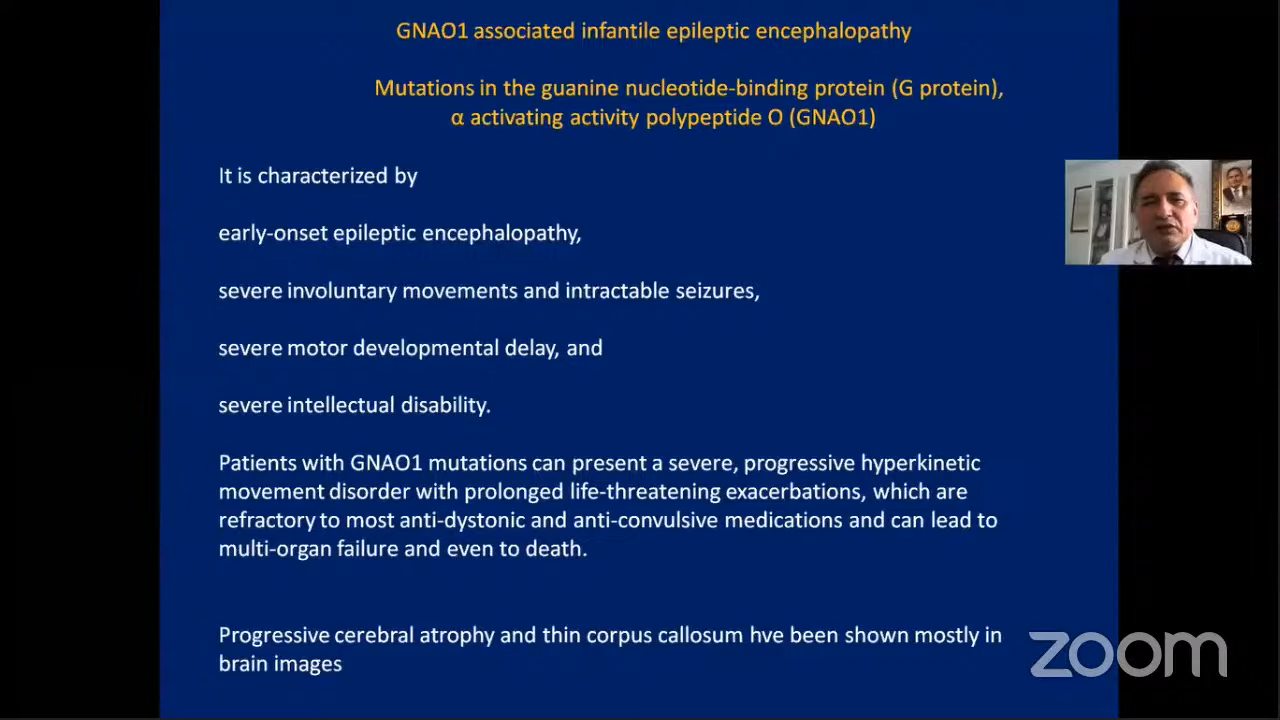 GNAO1 associated infantile epileptic encephalopathy
Mutations in the guanine nucleotide-binding protein (G protein),
α activating activity polypeptide O (GNAO1)
It is characterized by
early-onset epileptic encephalopathy,
severe involuntary movements and intractable seizures,
severe motor developmental delay, and
severe intellectual disability.
Patients with GNAO1 mutations can present a severe, progressive hyperkinetic
movement disorder with prolonged life-threatening exacerbations, which are
refractory to most anti-dystonic and anti-convulsive medications and can lead to
multi-organ failure and even to death.
Progressive cerebral atrophy and thin corpus callosum hve been shown mostly in
brain images
zoom